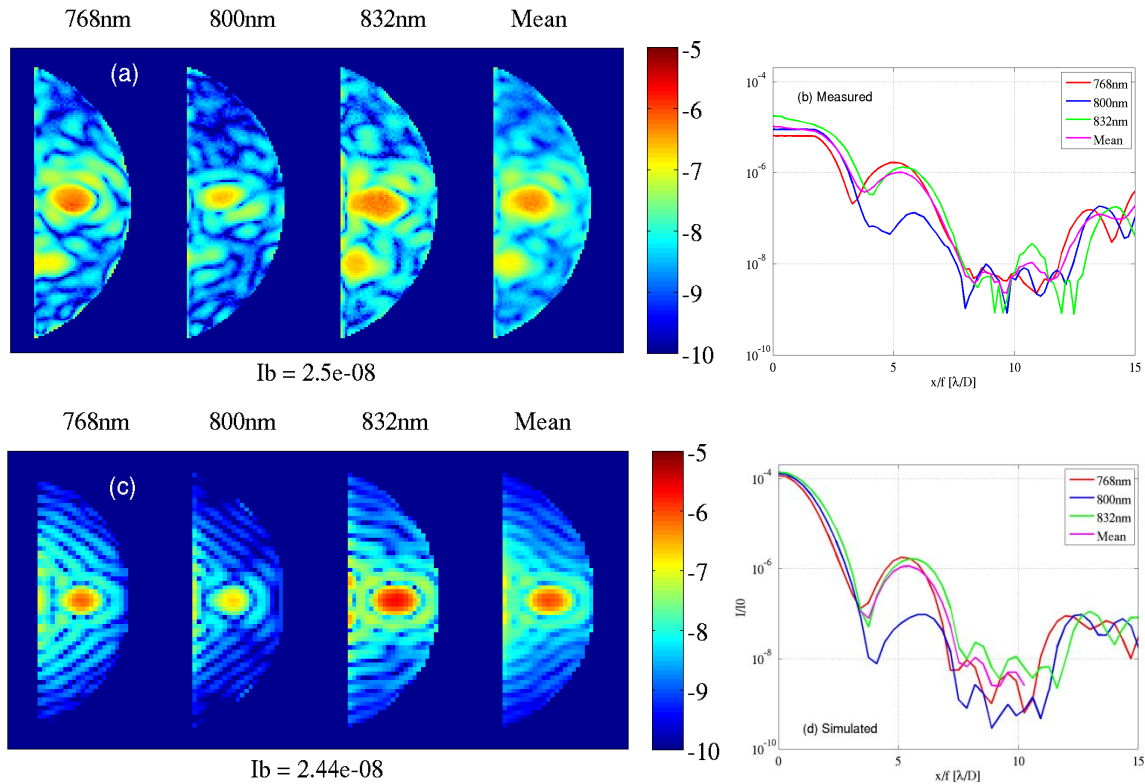 768nm 800nm 832nm Mean
(a)
-5
-6
-7
-8
-9
-10
Ib = 2.5e-08
(b) Measured
768nm
800nm
832nm
Mean
10^-4
10^-6
10^-8
10^-10
0 5 10 15
x/f [λ/D]
768nm 800nm 832nm Mean
(c)
-5
-6
-7
-8
-9
-10
Ib = 2.44e-08
768nm
800nm
832nm
Mean
10^-4
10^-6
10^-8
10^-10
I/I0
(d) Simulated
0 5 10 15
x/f [λ/D]